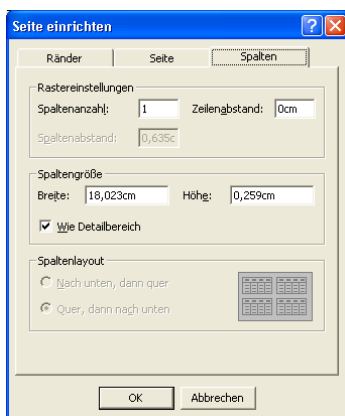 Seite einrichten
Ränder Seite Spalten
Rastereinstellungen
Spaltenanzahl: 1 Zeilenabstand: 0cm
Spaltenabstand: 0,635c
Spaltengröße
Breite: 18,023cm Höhe: 0,259cm
Wie Detailbereich
Spaltenlayout
Nach unten, dann quer
Quer, dann nach unten
OK Abbrechen